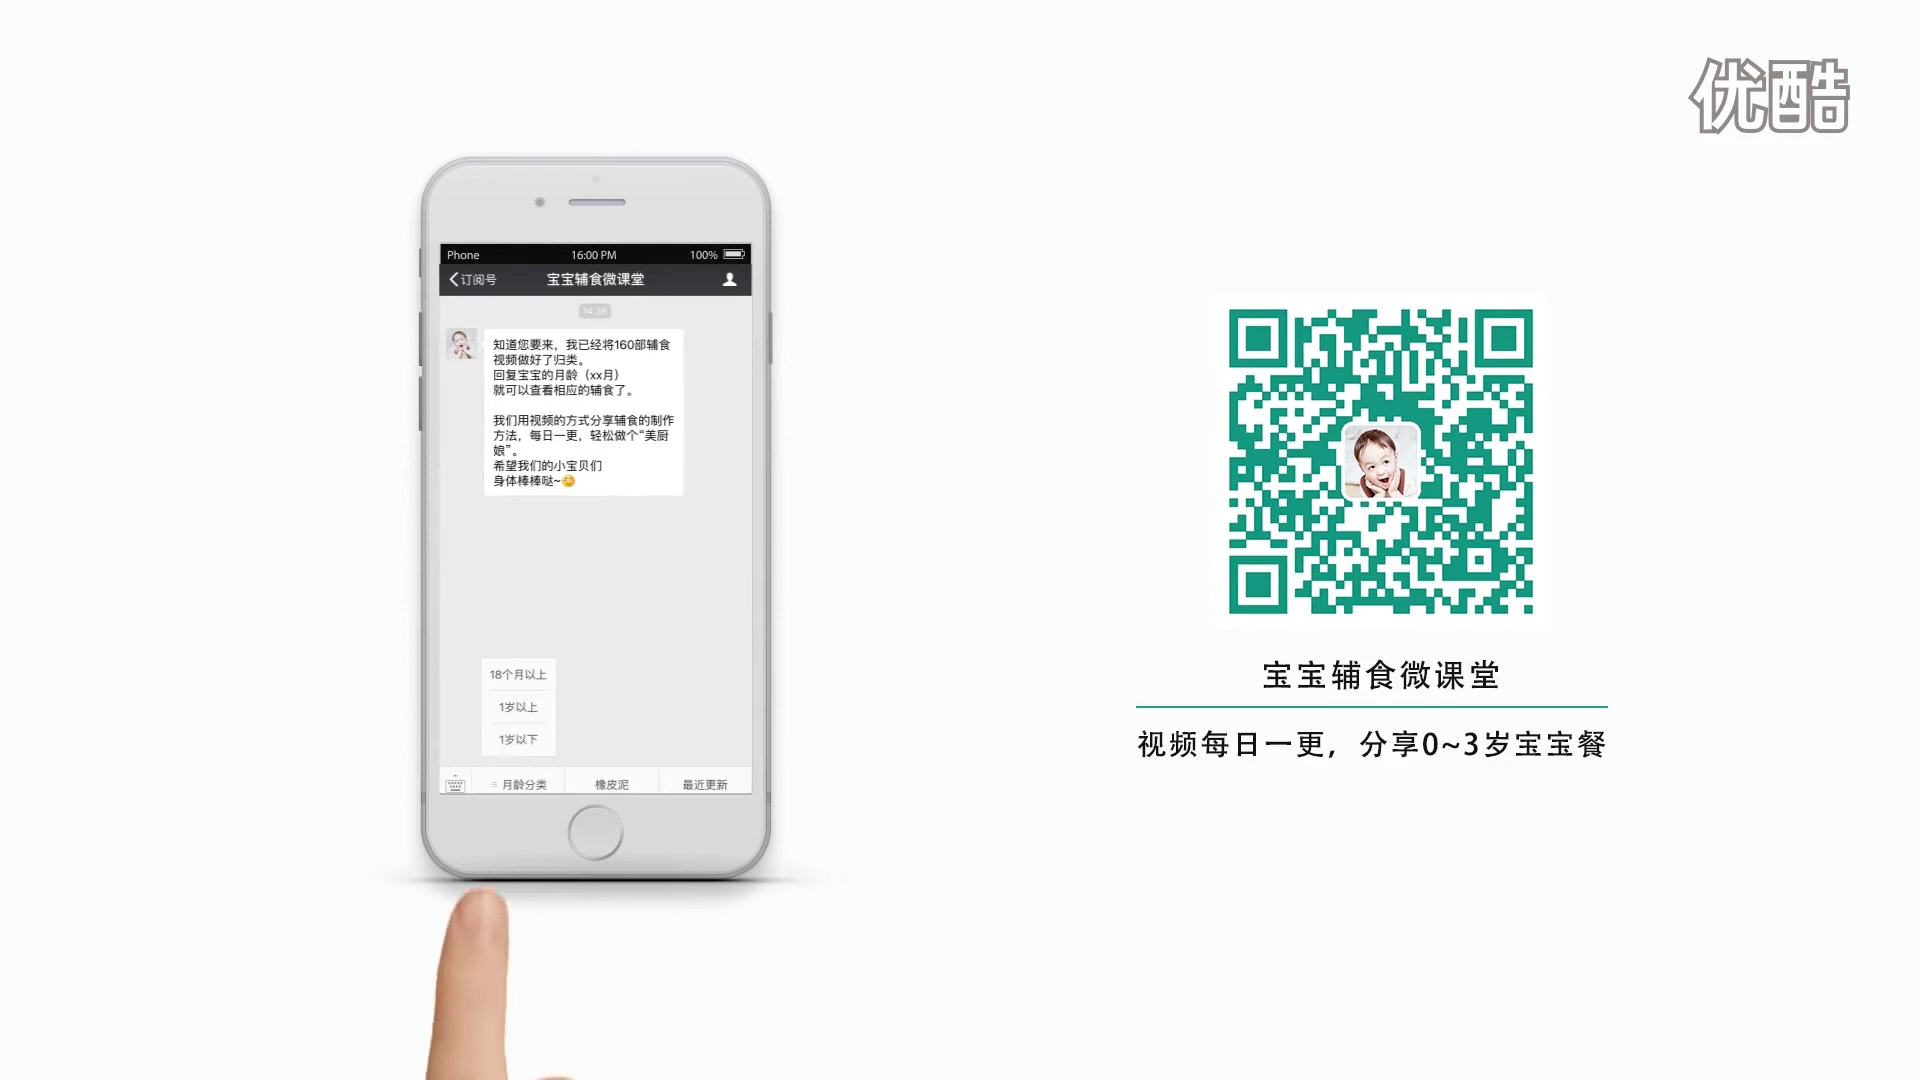 优酷
Phone 16:00 PM 100%
订阅号 宝宝辅食微课堂
14:36
知道您要来，我已经将160部辅食
视频做好了归类。
回复宝宝的月龄（xx月）
就可以查看相应的辅食了。
我们用视频的方式分享辅食的制作
方法，每日一更，轻松做个“美厨
娘”。
希望我们的小宝贝们
身体棒棒哒~😊
18个月以上
1岁以上
1岁以下
月龄分类 橡皮泥 最近更新
宝宝辅食微课堂
视频每日一更，分享0~3岁宝宝餐